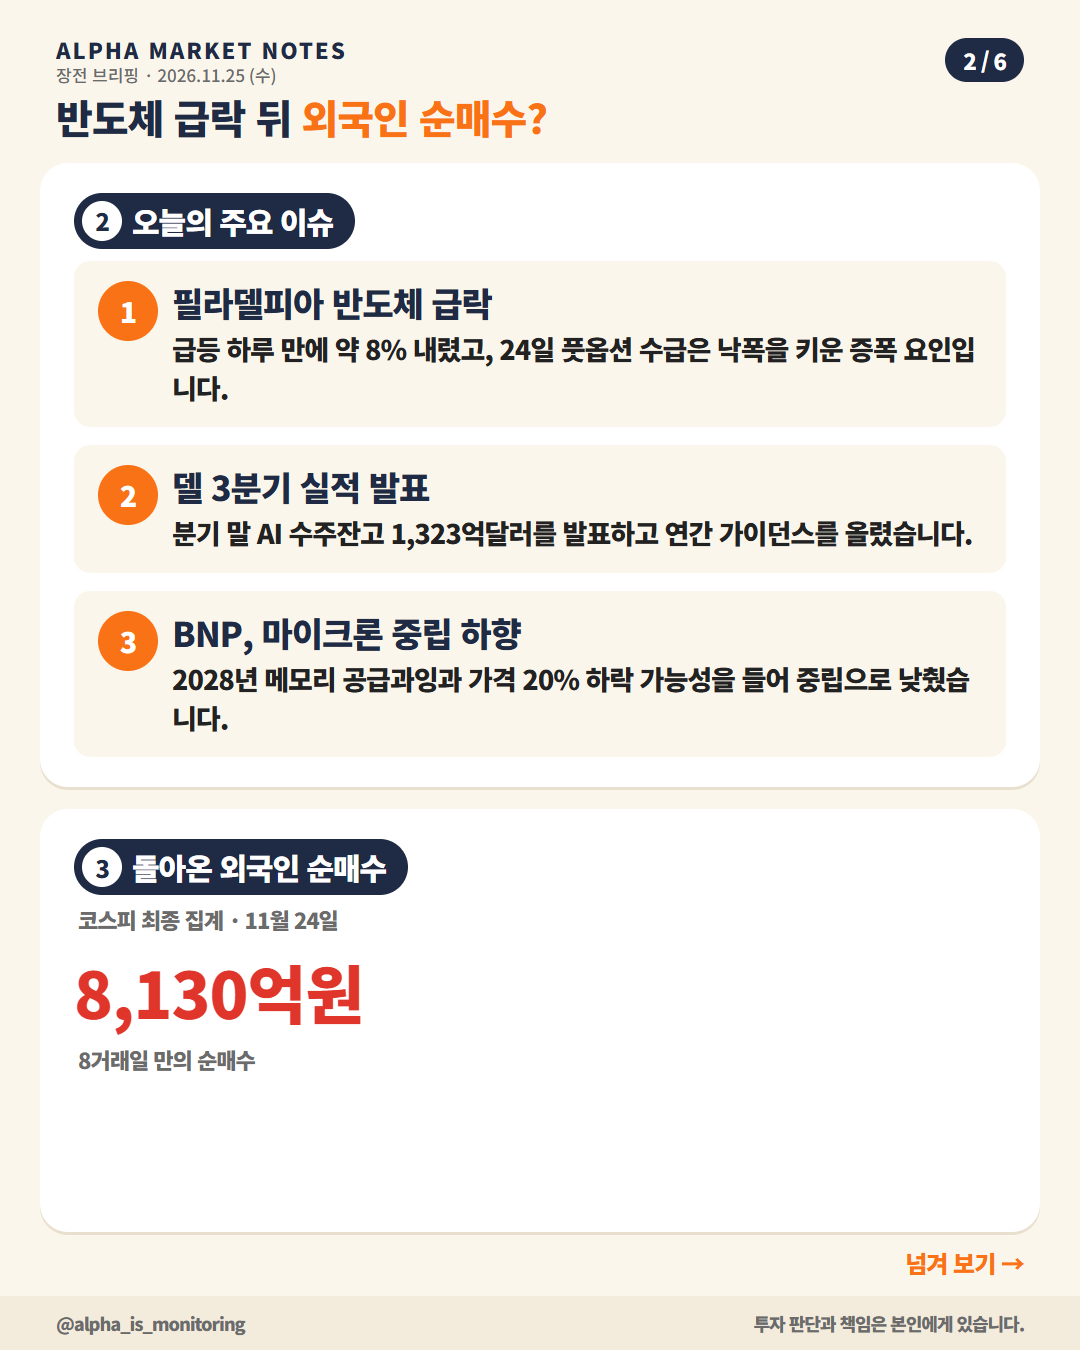 ALPHA MARKET NOTES
2 / 6
장전 브리핑 · 2026.11.25 (수)
반도체 급락 뒤 외국인 순매수?
2 오늘의 주요 이슈
1 필라델피아 반도체 급락
급등 하루 만에 약 8% 내렸고, 24일 풋옵션 수급은 낙폭을 키운 증폭 요인입
니다.
2 델 3분기 실적 발표
분기 말 AI 수주잔고 1,323억달러를 발표하고 연간 가이던스를 올렸습니다.
3 BNP, 마이크론 중립 하향
2028년 메모리 공급과잉과 가격 20% 하락 가능성을 들어 중립으로 낮췄습
니다.
3 돌아온 외국인 순매수
코스피 최종 집계 · 11월 24일
8,130억원
8거래일 만의 순매수
넘겨 보기 →
@alpha_is_monitoring
투자 판단과 책임은 본인에게 있습니다.